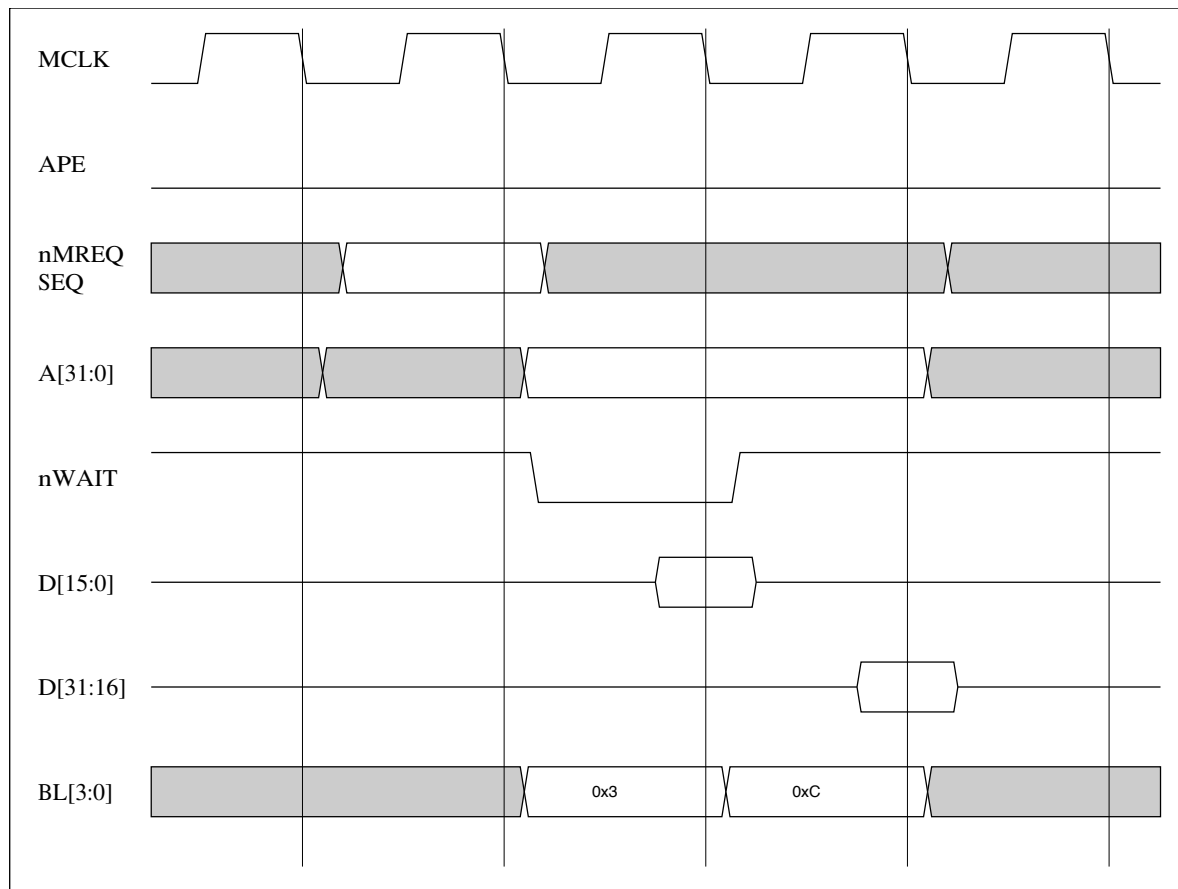 MCLK
APE
nMREQ
SEQ
A[31:0]
nWAIT
D[15:0]
D[31:16]
BL[3:0]
0x3
0xC